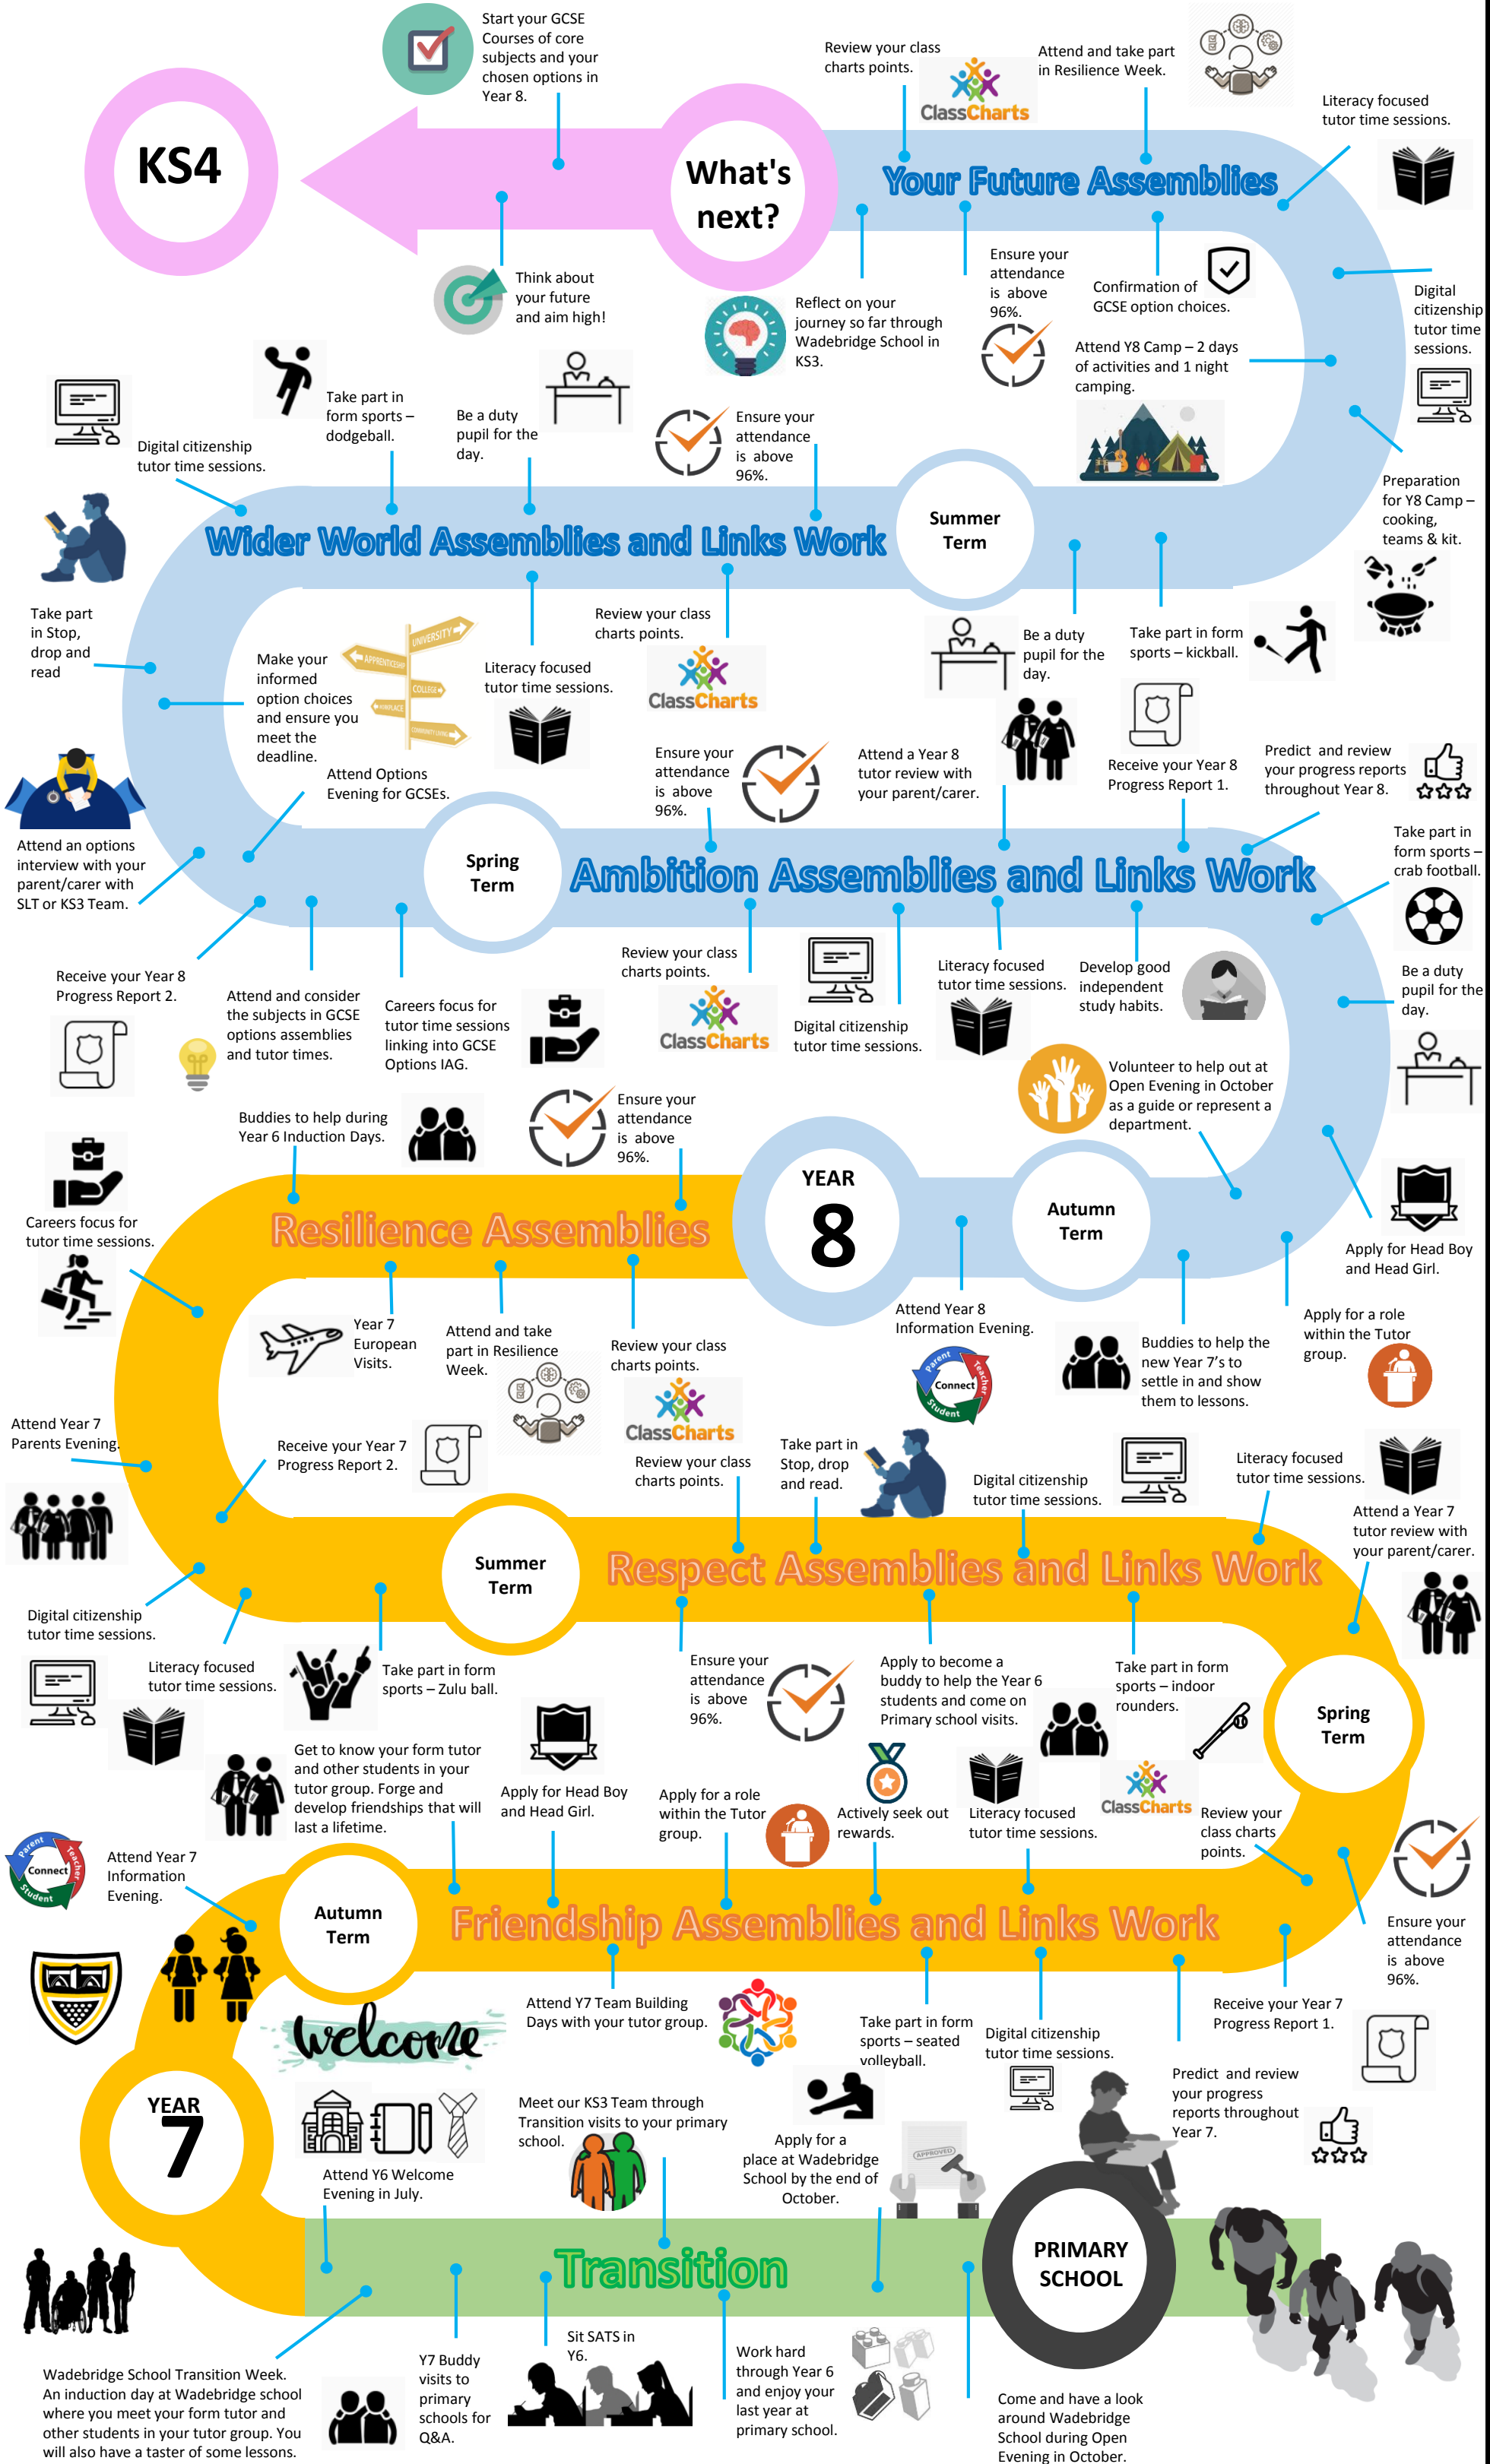 Start your GCSE
Courses of core
subjects and your
chosen options in
Year 8.
Review your class
charts points.
ClassCharts
Attend and take part
in Resilience Week.
Literacy focused
tutor time sessions.
KS4
What's
next?
Your Future Assemblies
Think about
your future
and aim high!
Reflect on your
journey so far through
Wadebridge School in
KS3.
Ensure your
attendance
is above
96%.
Confirmation of
GCSE option choices.
Digital
citizenship
tutor time
sessions.
Attend Y8 Camp – 2 days
of activities and 1 night
camping.
Preparation
for Y8 Camp –
cooking,
teams & kit.
Digital citizenship
tutor time sessions.
Take part in
form sports –
dodgeball.
Be a duty
pupil for the
day.
Ensure your
attendance
is above
96%.
Wider World Assemblies and Links Work
Summer
Term
Take part
in Stop,
drop and
read
Make your
informed
option choices
and ensure you
meet the
deadline.
UNIVERSITY
APPRENTICESHIP
COLLEGE
WORKPLACE
COMMUNITY LIVING
Literacy focused
tutor time sessions.
Review your class
charts points.
ClassCharts
Be a duty
pupil for the
day.
Take part in form
sports – kickball.
Attend Options
Evening for GCSEs.
Ensure your
attendance
is above
96%.
Attend a Year 8
tutor review with
your parent/carer.
Receive your Year 8
Progress Report 1.
Predict and review
your progress reports
throughout Year 8.
Take part in
form sports –
crab football.
Attend an options
interview with your
parent/carer with
SLT or KS3 Team.
Spring
Term
Ambition Assemblies and Links Work
Receive your Year 8
Progress Report 2.
Attend and consider
the subjects in GCSE
options assemblies
and tutor times.
Careers focus for
tutor time sessions
linking into GCSE
Options IAG.
Review your class
charts points.
ClassCharts
Digital citizenship
tutor time sessions.
Literacy focused
tutor time sessions.
Develop good
independent
study habits.
Be a duty
pupil for the
day.
Volunteer to help out at
Open Evening in October
as a guide or represent a
department.
Buddies to help during
Year 6 Induction Days.
Ensure your
attendance
is above
96%.
Careers focus for
tutor time sessions.
Resilience Assemblies
YEAR
8
Autumn
Term
Apply for Head Boy
and Head Girl.
Year 7
European
Visits.
Attend and take
part in Resilience
Week.
Review your class
charts points.
ClassCharts
Attend Year 8
Information Evening.
Parent
Teacher
Student
Connect
Buddies to help the
new Year 7's to
settle in and show
them to lessons.
Apply for a role
within the Tutor
group.
Attend Year 7
Parents Evening.
Receive your Year 7
Progress Report 2.
Review your class
charts points.
Take part in
Stop, drop
and read.
Digital citizenship
tutor time sessions.
Literacy focused
tutor time sessions.
Attend a Year 7
tutor review with
your parent/carer.
Summer
Term
Respect Assemblies and Links Work
Digital citizenship
tutor time sessions.
Literacy focused
tutor time sessions.
Take part in form
sports – Zulu ball.
Ensure your
attendance
is above
96%.
Apply to become a
buddy to help the Year 6
students and come on
Primary school visits.
Take part in form
sports – indoor
rounders.
Spring
Term
Get to know your form tutor
and other students in your
tutor group. Forge and
develop friendships that will
last a lifetime.
Apply for Head Boy
and Head Girl.
Apply for a role
within the Tutor
group.
Actively seek out
rewards.
Literacy focused
tutor time sessions.
ClassCharts
Review your
class charts
points.
Parent
Teacher
Student
Connect
Attend Year 7
Information
Evening.
Autumn
Term
Friendship Assemblies and Links Work
Ensure your
attendance
is above
96%.
welcome
Attend Y7 Team Building
Days with your tutor group.
Take part in form
sports – seated
volleyball.
Digital citizenship
tutor time sessions.
Receive your Year 7
Progress Report 1.
Predict and review
your progress
reports throughout
Year 7.
YEAR
7
Attend Y6 Welcome
Evening in July.
Meet our KS3 Team through
Transition visits to your primary
school.
Apply for a
place at Wadebridge
School by the end of
October.
APPROVED
Transition
PRIMARY
SCHOOL
Wadebridge School Transition Week.
An induction day at Wadebridge school
where you meet your form tutor and
other students in your tutor group. You
will also have a taster of some lessons.
Y7 Buddy
visits to
primary
schools for
Q&A.
Sit SATS in
Y6.
Work hard
through Year 6
and enjoy your
last year at
primary school.
Come and have a look
around Wadebridge
School during Open
Evening in October.